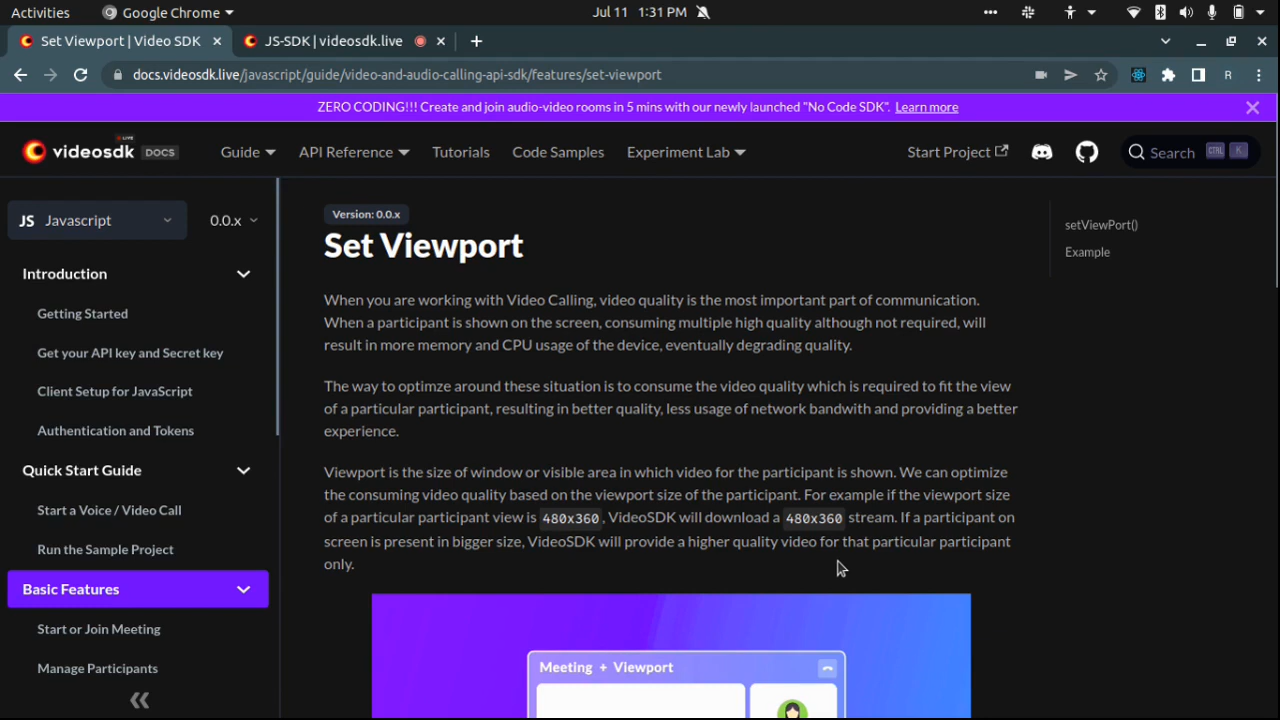 Activities
Google Chrome
Jul 11 1:31 PM
Set Viewport | Video SDK
JS-SDK | videosdk.live
docs.videosdk.live/javascript/guide/video-and-audio-calling-api-sdk/features/set-viewport
R
ZERO CODING!!! Create and join audio-video rooms in 5 mins with our newly launched "No Code SDK". Learn more
LIVE
videosdk DOCS
Guide
API Reference
Tutorials
Code Samples
Experiment Lab
Start Project
Search CTRL K
JS Javascript
0.0.x
Introduction
Getting Started
Get your API key and Secret key
Client Setup for JavaScript
Authentication and Tokens
Quick Start Guide
Start a Voice / Video Call
Run the Sample Project
Basic Features
Start or Join Meeting
Manage Participants
Version: 0.0.x
Set Viewport
When you are working with Video Calling, video quality is the most important part of communication.
When a participant is shown on the screen, consuming multiple high quality although not required, will
result in more memory and CPU usage of the device, eventually degrading quality.
The way to optimze around these situation is to consume the video quality which is required to fit the view
of a particular participant, resulting in better quality, less usage of network bandwith and providing a better
experience.
Viewport is the size of window or visible area in which video for the participant is shown. We can optimize
the consuming video quality based on the viewport size of the participant. For example if the viewport size
of a particular participant view is 480x360, VideoSDK will download a 480x360 stream. If a participant on
screen is present in bigger size, VideoSDK will provide a higher quality video for that particular participant
only.
Meeting + Viewport
setViewPort()
Example